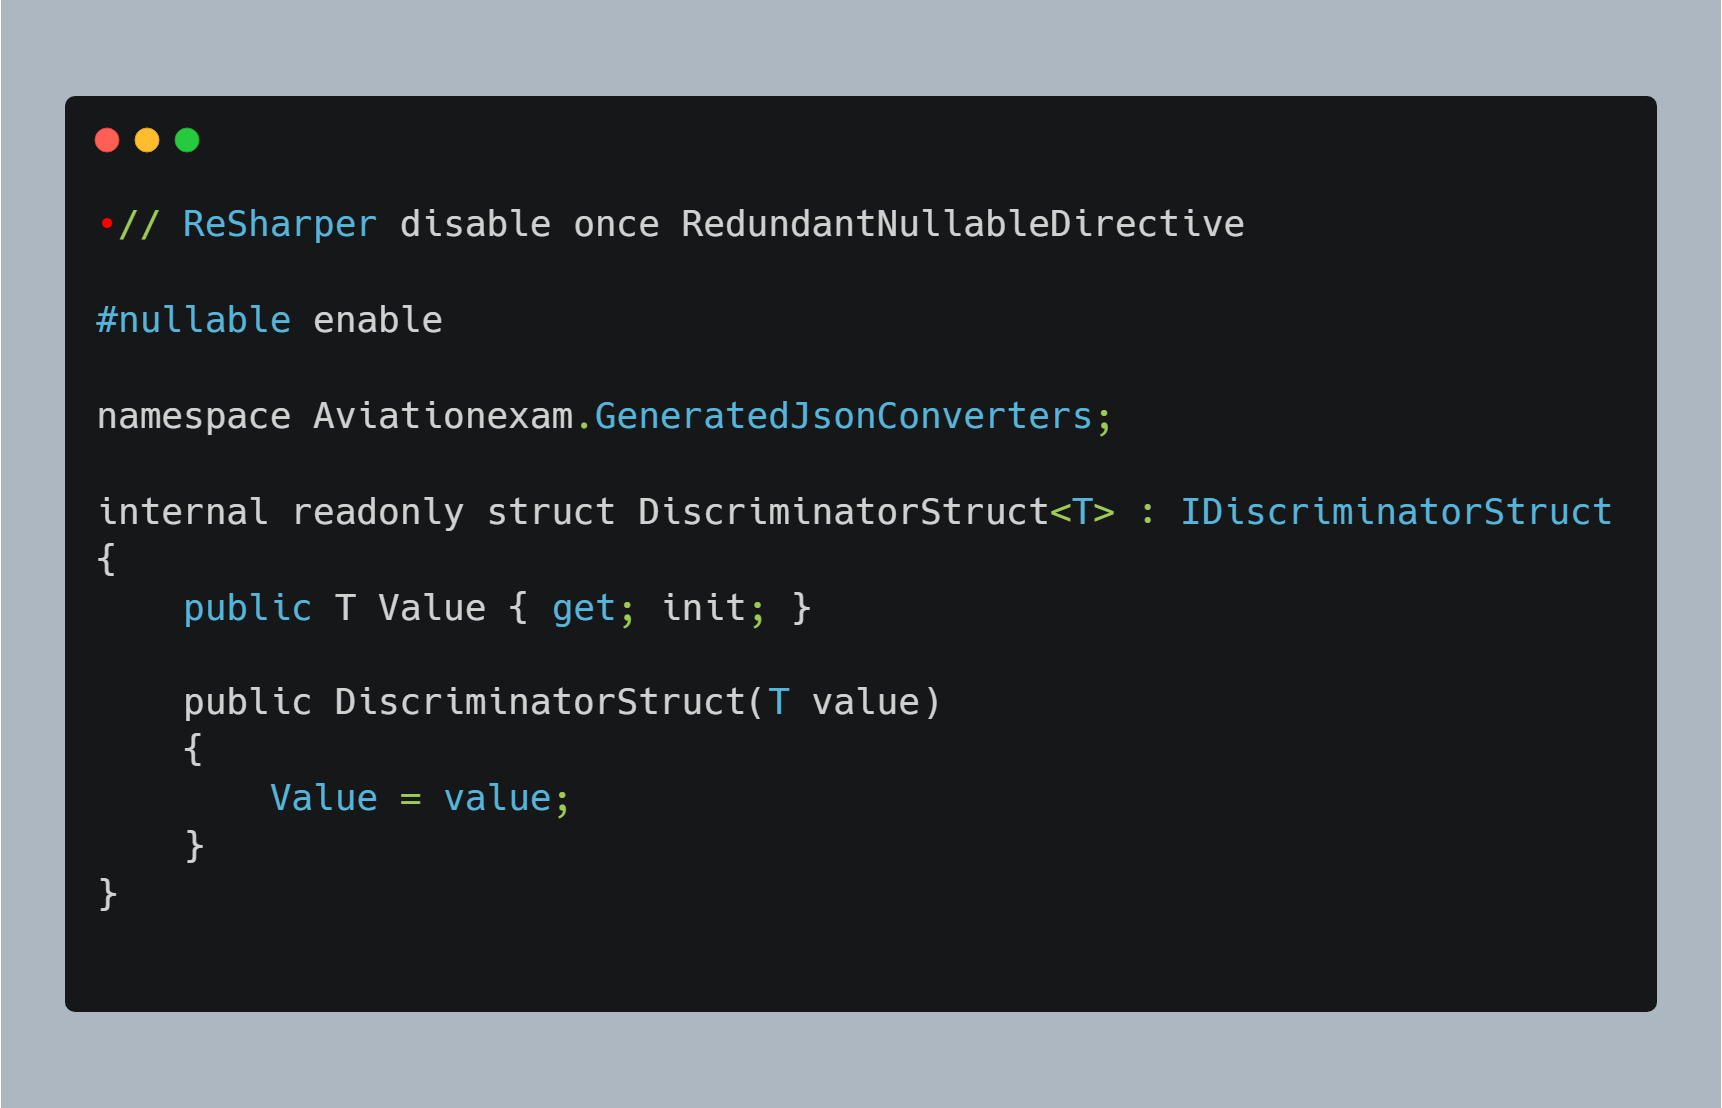 •// ReSharper disable once RedundantNullableDirective
#nullable enable
namespace Aviationexam.GeneratedJsonConverters;
internal readonly struct DiscriminatorStruct<T> : IDiscriminatorStruct
{
    public T Value { get; init; }
    public DiscriminatorStruct(T value)
    {
        Value = value;
    }
}